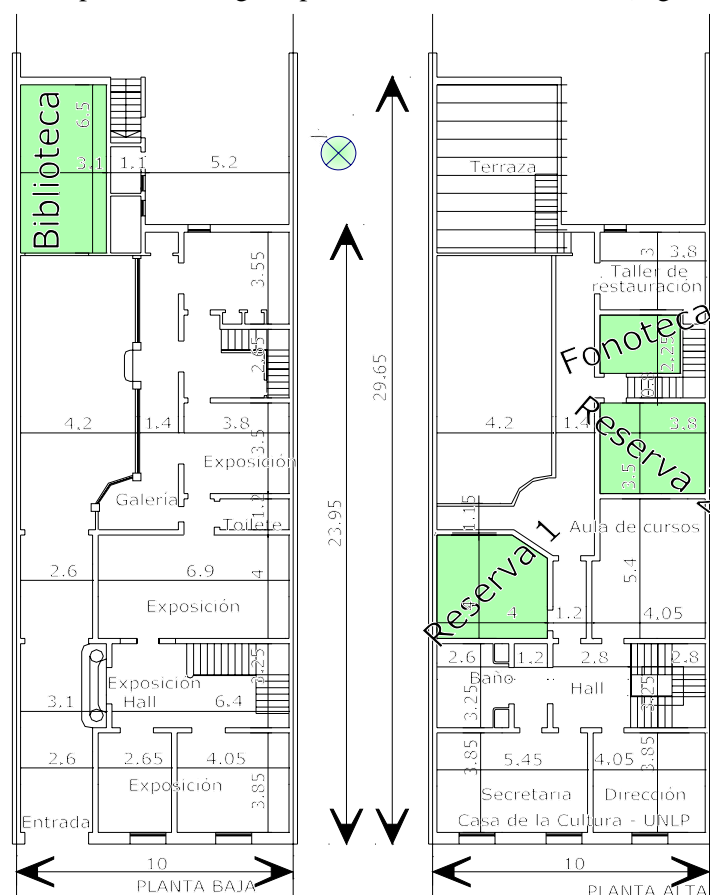 Biblioteca
6.5
3.1
1.1
5.2
Terraza
3.55
3
3.8
Taller de
restauración
Fonoteca
2.65
2.25
29.65
4.2
1.4
3.8
3.5
Exposición
Galería
1.2
Toilete
23.95
4.2
1.4
Reserva
3.8
3.5
1.15
Aula de cursos
Reserva 1
2.6
6.9
4
Exposición
4
1.2
5.4
4.05
3.25
Exposición
Hall
3.1
6.4
2.6
1.2
2.8
2.8
Baño
Hall
3.25
3.25
2.6
2.65
4.05
Exposición
3.85
Entrada
3.85
5.45
4.05
3.85
Secretaria
Dirección
Casa de la Cultura - UNLP
10
PLANTA BAJA
10
PLANTA ALTA